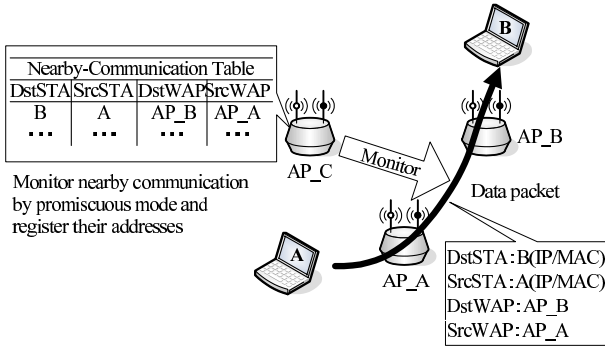 Nearby-Communication Table
DstSTA SrcSTA DstWAP SrcWAP
B A AP_B AP_A
... ... ... ...
Monitor nearby communication
by promiscuous mode and
register their addresses
AP_C
Monitor
B
AP_B
Data packet
A
AP_A
DstSTA:B(IP/MAC)
SrcSTA:A(IP/MAC)
DstWAP:AP_B
SrcWAP:AP_A